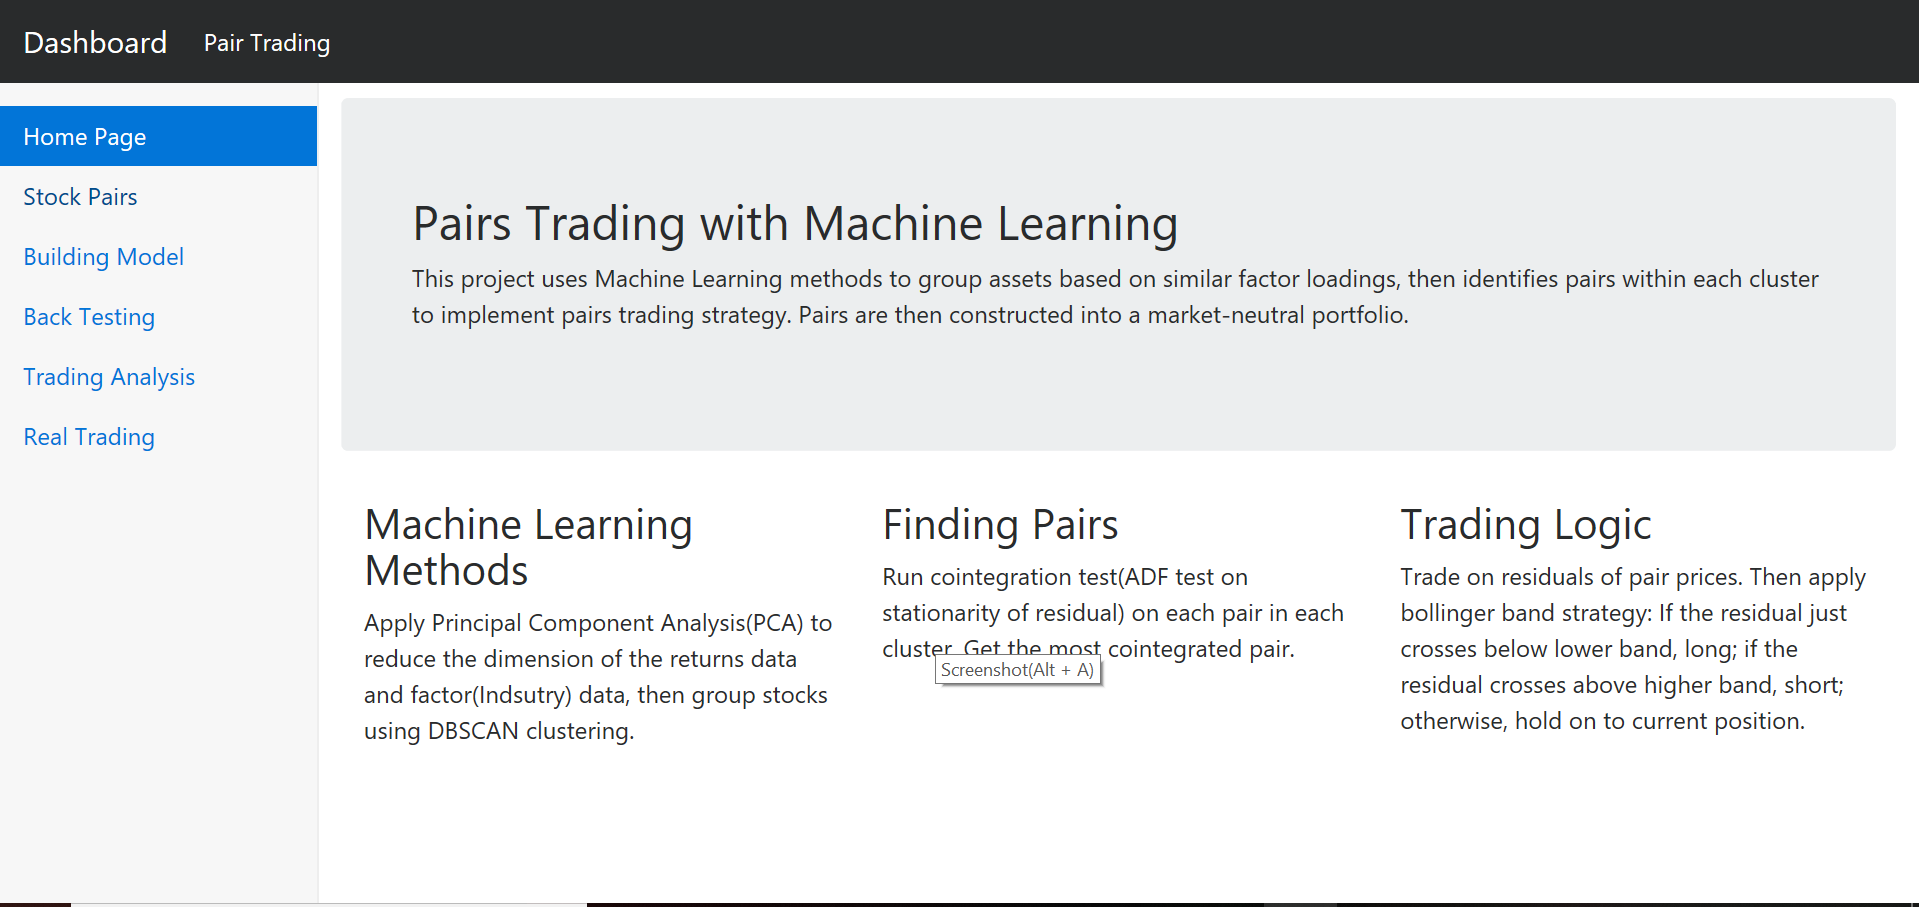 Dashboard Pair Trading
Home Page
Stock Pairs
Building Model
Back Testing
Trading Analysis
Real Trading
Pairs Trading with Machine Learning
This project uses Machine Learning methods to group assets based on similar factor loadings, then identifies pairs within each cluster
to implement pairs trading strategy. Pairs are then constructed into a market-neutral portfolio.
Machine Learning
Methods
Apply Principal Component Analysis(PCA) to
reduce the dimension of the returns data
and factor(Indsutry) data, then group stocks
using DBSCAN clustering.
Finding Pairs
Run cointegration test(ADF test on
stationarity of residual) on each pair in each
cluster. Get the most cointegrated pair.
Screenshot(Alt + A)
Trading Logic
Trade on residuals of pair prices. Then apply
bollinger band strategy: If the residual just
crosses below lower band, long; if the
residual crosses above higher band, short;
otherwise, hold on to current position.